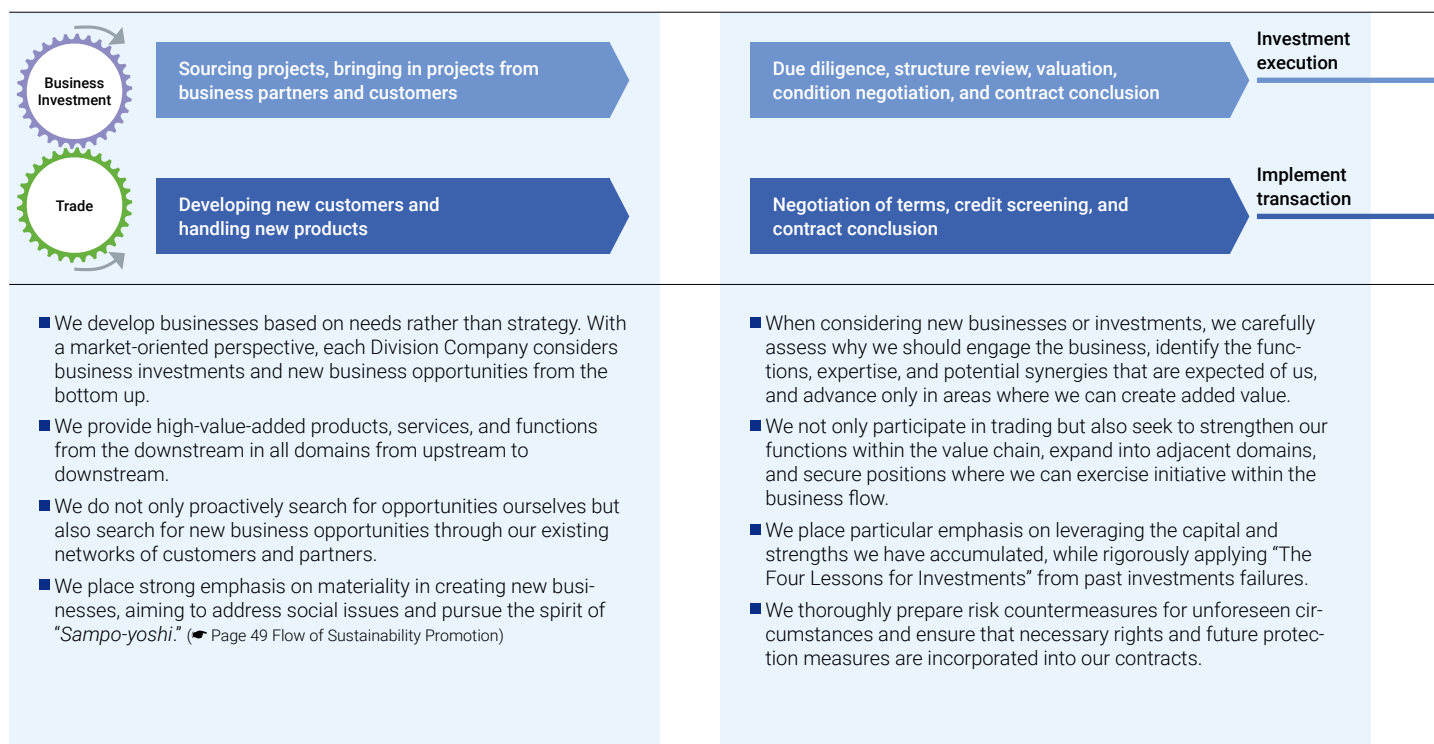 Business
Investment
Sourcing projects, bringing in projects from
business partners and customers
Due diligence, structure review, valuation,
condition negotiation, and contract conclusion
Investment
execution
Trade
Developing new customers and
handling new products
Negotiation of terms, credit screening, and
contract conclusion
Implement
transaction
■ We develop businesses based on needs rather than strategy. With
a market-oriented perspective, each Division Company considers
business investments and new business opportunities from the
bottom up.
■ We provide high-value-added products, services, and functions
from the downstream in all domains from upstream to
downstream.
■ We do not only proactively search for opportunities ourselves but
also search for new business opportunities through our existing
networks of customers and partners.
■ We place strong emphasis on materiality in creating new busi-
nesses, aiming to address social issues and pursue the spirit of
“Sampo-yoshi.” (☛ Page 49 Flow of Sustainability Promotion)
■ When considering new businesses or investments, we carefully
assess why we should engage the business, identify the func-
tions, expertise, and potential synergies that are expected of us,
and advance only in areas where we can create added value.
■ We not only participate in trading but also seek to strengthen our
functions within the value chain, expand into adjacent domains,
and secure positions where we can exercise initiative within the
business flow.
■ We place particular emphasis on leveraging the capital and
strengths we have accumulated, while rigorously applying “The
Four Lessons for Investments” from past investments failures.
■ We thoroughly prepare risk countermeasures for unforeseen cir-
cumstances and ensure that necessary rights and future protec-
tion measures are incorporated into our contracts.